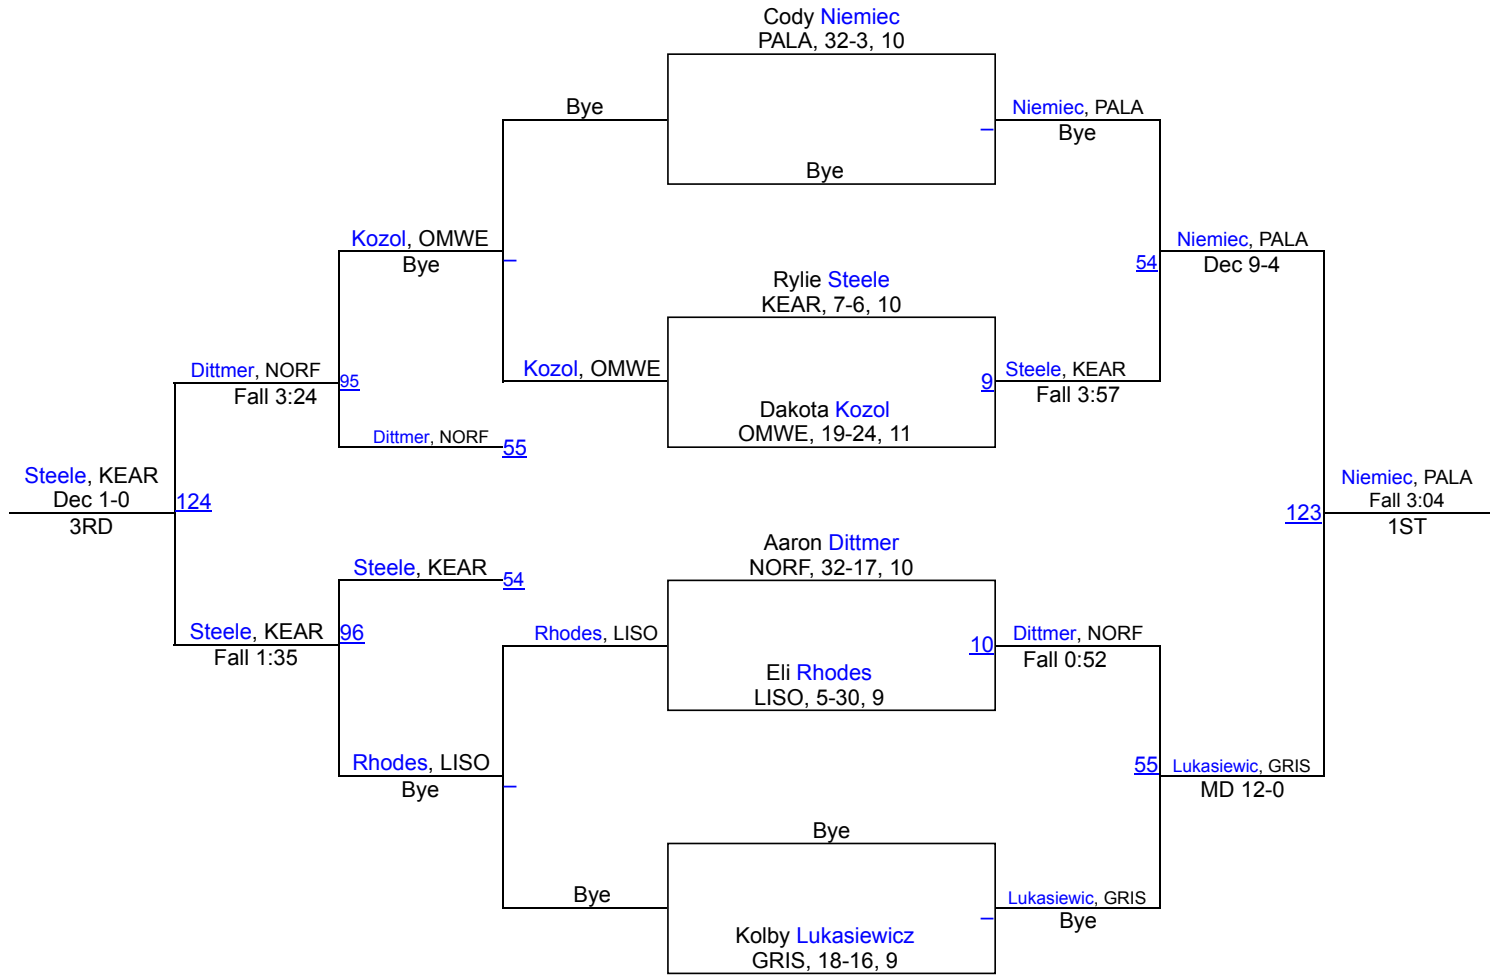 Cody Niemiec
PALA, 32-3, 10
Bye
Niemiec, PALA
–
Bye
Bye
Kozol, OMWE
Niemiec, PALA
Bye
–
54
Dec 9-4
Rylie Steele
KEAR, 7-6, 10
Dittmer, NORF
95
Kozol, OMWE
9
Steele, KEAR
Fall 3:24
Fall 3:57
Dakota Kozol
OMWE, 19-24, 11
Dittmer, NORF
55
Steele, KEAR
Dec 1-0
124
3RD
Niemiec, PALA
Fall 3:04
123
1ST
Aaron Dittmer
NORF, 32-17, 10
Steele, KEAR
54
Steele, KEAR
96
Fall 1:35
Rhodes, LISO
10
Dittmer, NORF
Fall 0:52
Eli Rhodes
LISO, 5-30, 9
Rhodes, LISO
Bye
–
55
Lukasiewic, GRIS
MD 12-0
Bye
Bye
Lukasiewic, GRIS
–
Bye
Kolby Lukasiewicz
GRIS, 18-16, 9